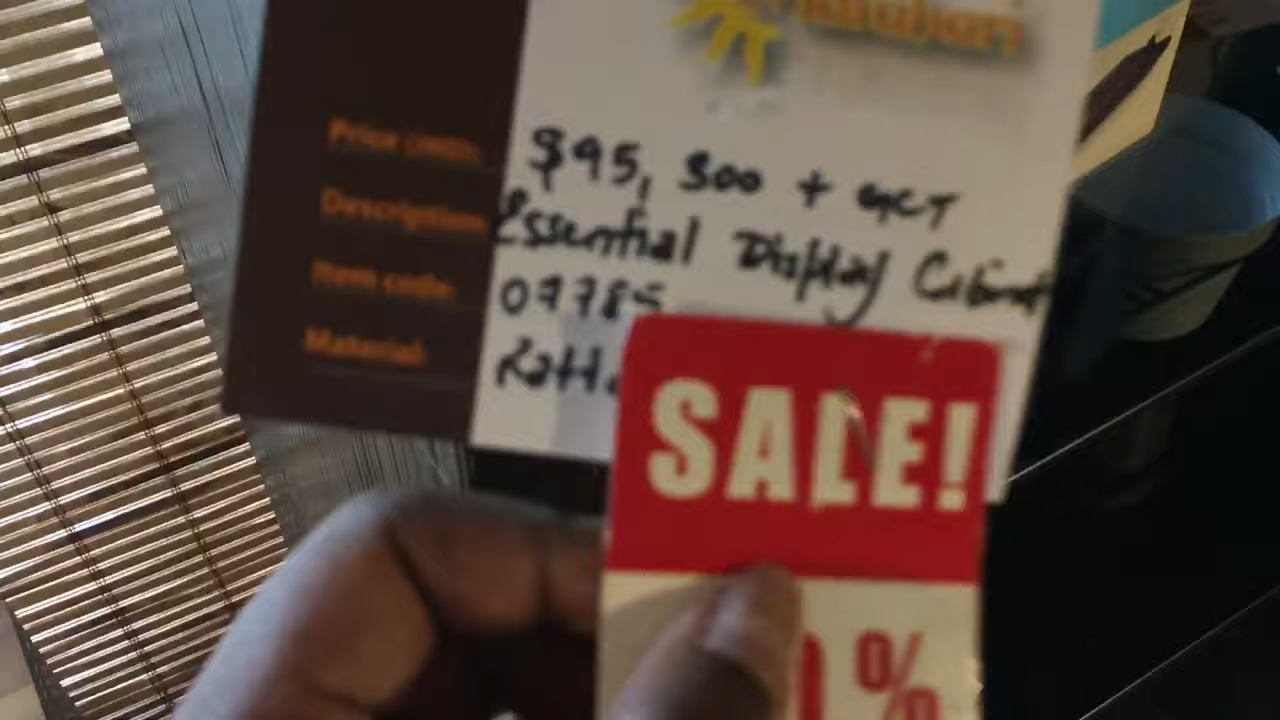 Price (JMD):
$95, 300 + GCT
Description:
Essential Display Cabinet
Item code:
07785
Material:
SALE!
%